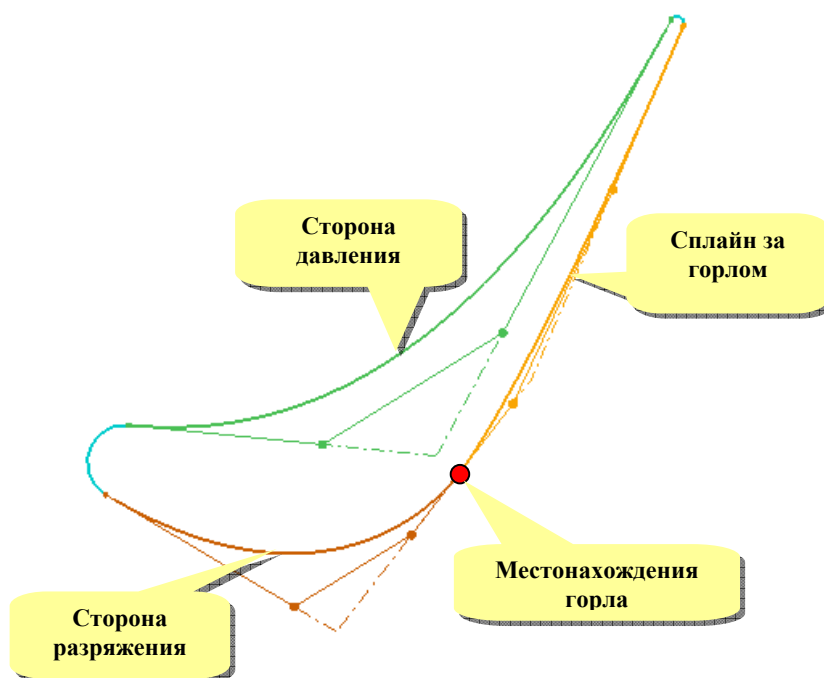 Сторона
давления
Сплайн за
горлом
Местонахождения
горла
Сторона
разряжения